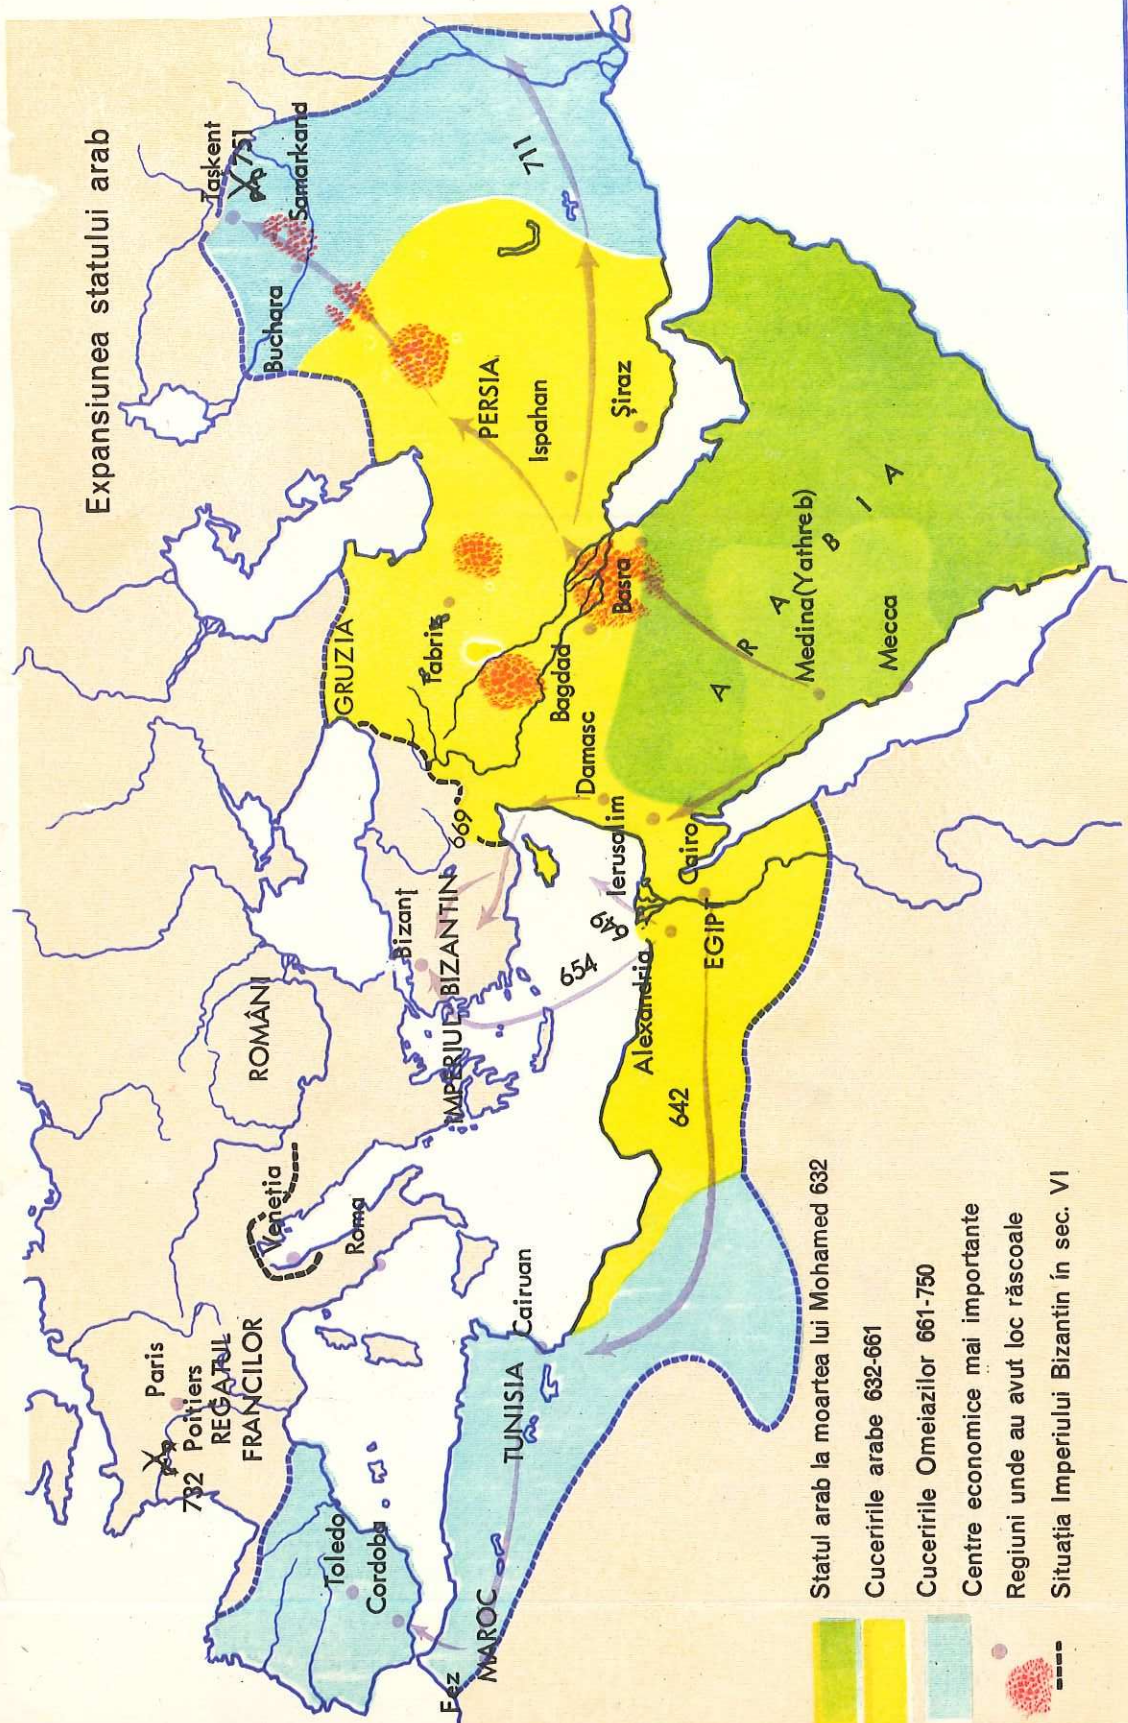 Expansiunea statului arab
Taşkent
751
Samarkand
Buchara
711
PERSIA
Ispahan
Şiraz
GRUZIA
Tabriz
Bagdad
Basra
Damasc
Ierusalim
Cairo
EGIPT
Alexandria
642
649
654
669
Medina(Yathreb)
Mecca
A R A B I A
Bizanţ
IMPERIUL BIZANTIN
ROMÂNI
Veneţia
Roma
Paris
732 Poitiers
REGATUL
FRANCILOR
Toledo
Cordoba
Fez
MAROC
TUNISIA
Cairuan
Statul arab la moartea lui Mohamed 632
Cuceririle arabe 632-661
Cuceririle Omeiazilor 661-750
Centre economice mai importante
Regiuni unde au avut loc răscoale
Situaţia Imperiului Bizantin în sec. VI